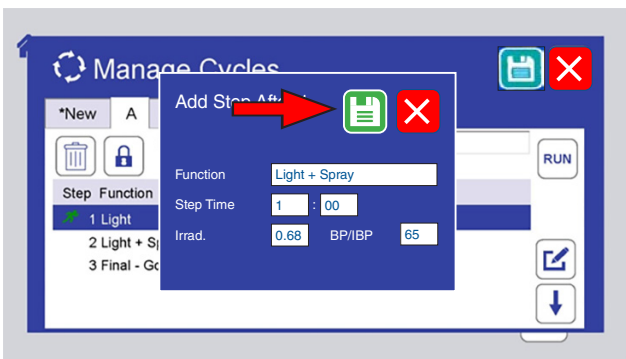 Manage Cycles
Add Step After
*New A
RUN
Function Light + Spray
Step Function
Step Time 1 : 00
1 Light
Irrad. 0.68 BP/IBP 65
2 Light + Sp
3 Final - Go